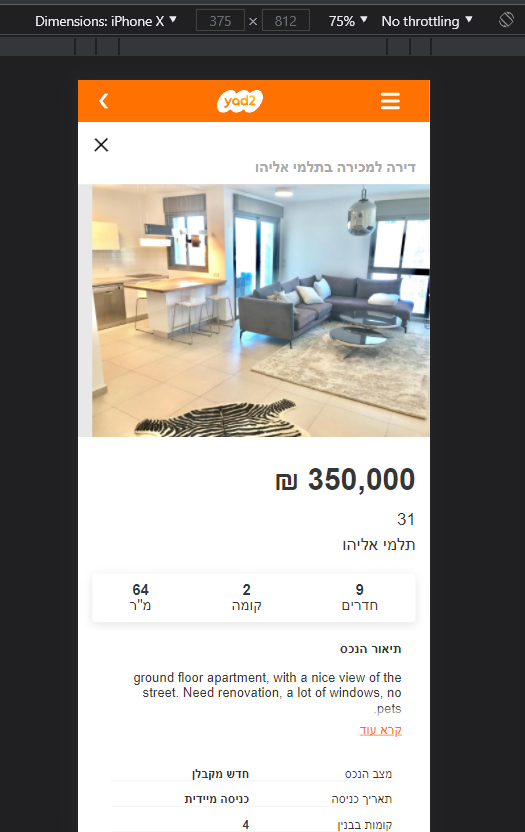 Dimensions: iPhone X ▼ 375 × 812 75% ▼ No throttling ▼
yad2
דירה למכירה בתלמי אליהו
350,000 ₪
31
תלמי אליהו
9 2 64
חדרים קומה מ"ר
תיאור הנכס
ground floor apartment, with a nice view of the
street. Need renovation, a lot of windows, no
.pets
קרא עוד
מצב הנכס חדש מקבלן
תאריך כניסה כניסה מיידית
קומות בבנין 4